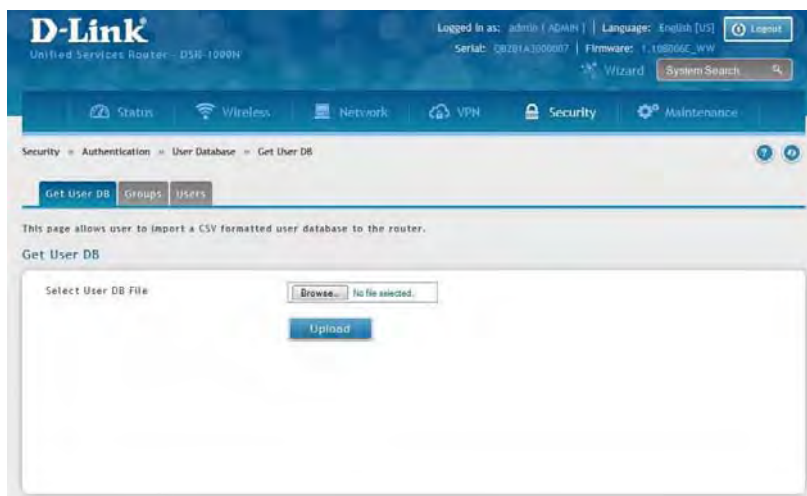 D-Link
Unified Services Router - DSR-1000N
Logged in as: admin ( ADMIN ) | Language: English [US]
Logout
Serial: QB2B1A3000007 | Firmware: 1.10B006E_WW
Wizard
System Search
Status
Wireless
Network
VPN
Security
Maintenance
Security » Authentication » User Database » Get User DB
Get User DB
Groups
Users
This page allows user to import a CSV formatted user database to the router.
Get User DB
Select User DB File
Browse... No file selected.
Upload